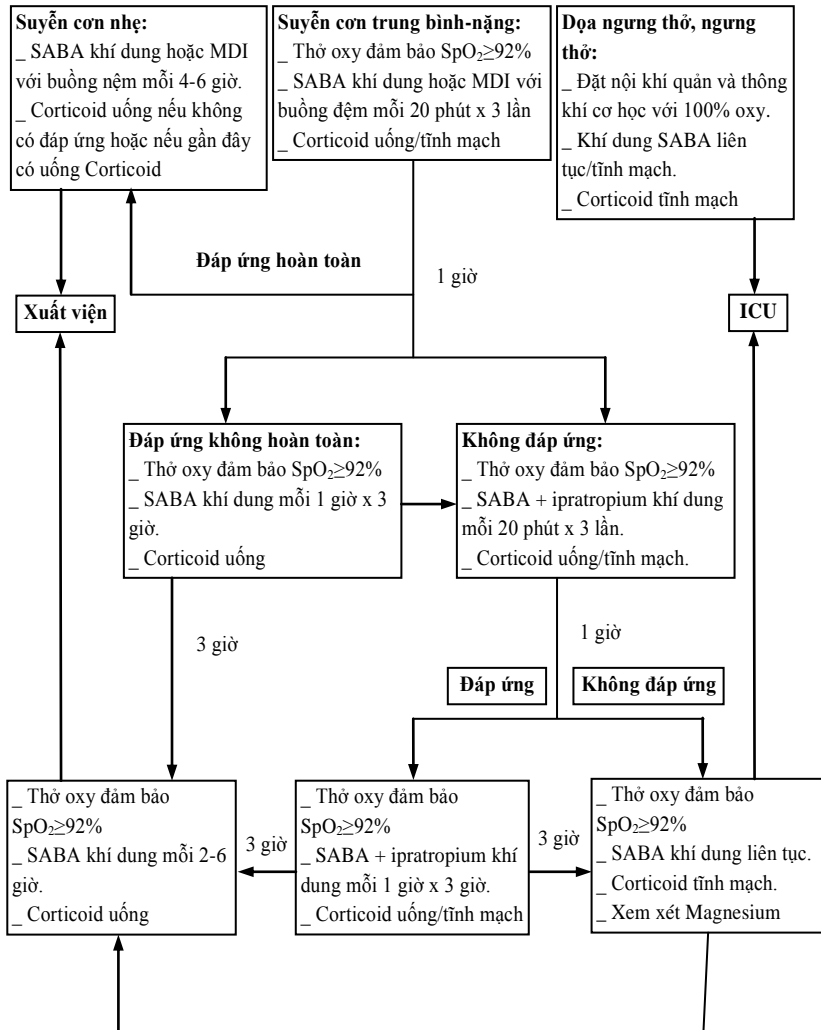 Suyễn cơn nhẹ:
_ SABA khí dung hoặc MDI
với buồng nệm mỗi 4-6 giờ.
_ Corticoid uống nếu không
có đáp ứng hoặc nếu gần đây
có uống Corticoid
Suyễn cơn trung bình-nặng:
_ Thở oxy đảm bảo SpO₂≥92%
_ SABA khí dung hoặc MDI với
buồng đệm mỗi 20 phút x 3 lần
_ Corticoid uống/tĩnh mạch
Dọa ngưng thở, ngưng
thở:
_ Đặt nội khí quản và thông
khí cơ học với 100% oxy.
_ Khí dung SABA liên
tục/tĩnh mạch.
_ Corticoid tĩnh mạch
Đáp ứng hoàn toàn
1 giờ
Xuất viện
ICU
Đáp ứng không hoàn toàn:
_ Thở oxy đảm bảo SpO₂≥92%
_ SABA khí dung mỗi 1 giờ x 3
giờ.
_ Corticoid uống
Không đáp ứng:
_ Thở oxy đảm bảo SpO₂≥92%
_ SABA + ipratropium khí dung
mỗi 20 phút x 3 lần.
_ Corticoid uống/tĩnh mạch.
3 giờ
1 giờ
Đáp ứng
Không đáp ứng
_ Thở oxy đảm bảo
SpO₂≥92%
_ SABA khí dung mỗi 2-6
giờ.
_ Corticoid uống
3 giờ
_ Thở oxy đảm bảo
SpO₂≥92%
_ SABA + ipratropium khí
dung mỗi 1 giờ x 3 giờ.
_ Corticoid uống/tĩnh mạch
3 giờ
_ Thở oxy đảm bảo
SpO₂≥92%
_ SABA khí dung liên tục.
_ Corticoid tĩnh mạch.
_ Xem xét Magnesium